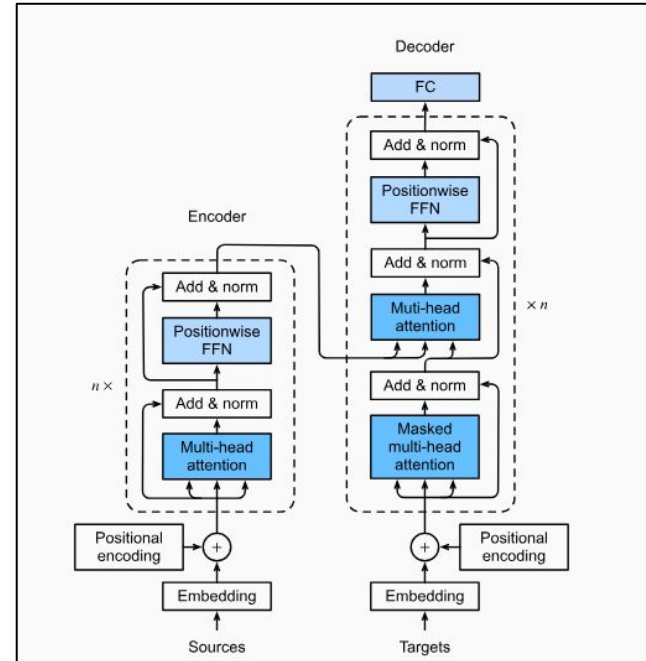 Decoder
FC
Add & norm
Positionwise
FFN
Add & norm
Muti-head
attention
× n
Add & norm
Masked
multi-head
attention
Positional
encoding
+
Embedding
Targets
Encoder
Add & norm
Positionwise
FFN
n ×
Add & norm
Multi-head
attention
Positional
encoding
+
Embedding
Sources